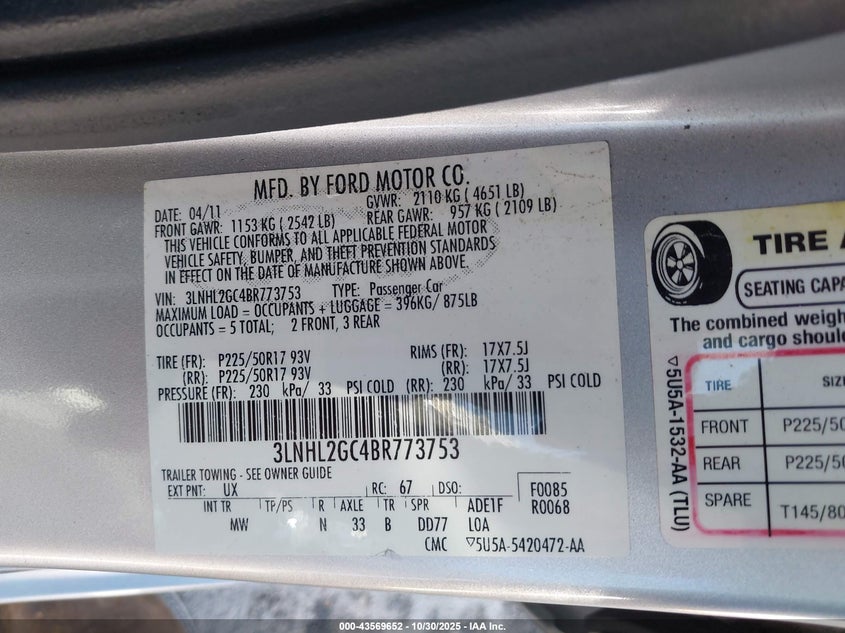 MFD. BY FORD MOTOR CO.
DATE: 04/11 GVWR: 2110 KG ( 4651 LB)
FRONT GAWR: 1153 KG ( 2542 LB) REAR GAWR: 957 KG ( 2109 LB)
THIS VEHICLE CONFORMS TO ALL APPLICABLE FEDERAL MOTOR
VEHICLE SAFETY, BUMPER, AND THEFT PREVENTION STANDARDS
IN EFFECT ON THE DATE OF MANUFACTURE SHOWN ABOVE.
VIN: 3LNHL2GC4BR773753 TYPE: Passenger Car
MAXIMUM LOAD = OCCUPANTS + LUGGAGE = 396KG/ 875LB
OCCUPANTS = 5 TOTAL; 2 FRONT, 3 REAR
TIRE (FR): P225/50R17 93V RIMS (FR): 17X7.5J
(RR): P225/50R17 93V (RR): 17X7.5J
PRESSURE (FR): 230 kPa/ 33 PSI COLD (RR): 230 kPa/ 33 PSI COLD
3LNHL2GC4BR773753
TRAILER TOWING - SEE OWNER GUIDE
EXT PNT: UX RC: 67 DSO: F0085
INT TR TP/PS R AXLE TR SPR ADE1F R0068
MW N 33 B DD77 LOA
CMC ▽5U5A-5420472-AA
TIRE
SEATING CAPA
The combined weigh
and cargo shoul
▽5U5A-1532-AA (TLU)
TIRE SIZ
FRONT P225/50
REAR P225/50
SPARE T145/80
000-43569652 | 10/30/2025 - IAA Inc.